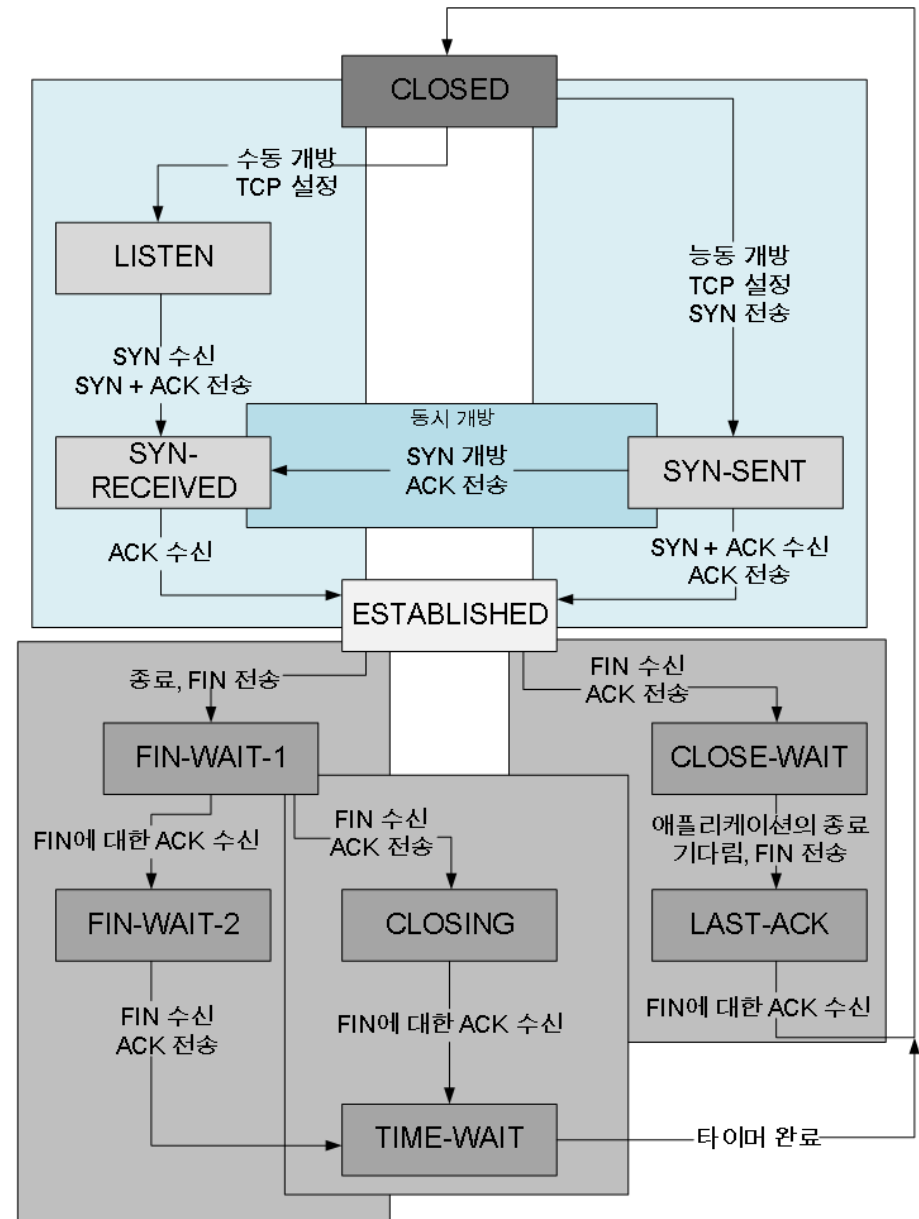 CLOSED
수동 개방
TCP 설정
LISTEN
능동 개방
TCP 설정
SYN 전송
SYN 수신
SYN + ACK 전송
동시 개방
SYN-
RECEIVED
SYN 개방
ACK 전송
SYN-SENT
ACK 수신
SYN + ACK 수신
ACK 전송
ESTABLISHED
종료, FIN 전송
FIN 수신
ACK 전송
FIN-WAIT-1
CLOSE-WAIT
FIN에 대한 ACK 수신
FIN 수신
ACK 전송
애플리케이션의 종료
기다림, FIN 전송
FIN-WAIT-2
CLOSING
LAST-ACK
FIN 수신
ACK 전송
FIN에 대한 ACK 수신
FIN에 대한 ACK 수신
TIME-WAIT
타이머 완료